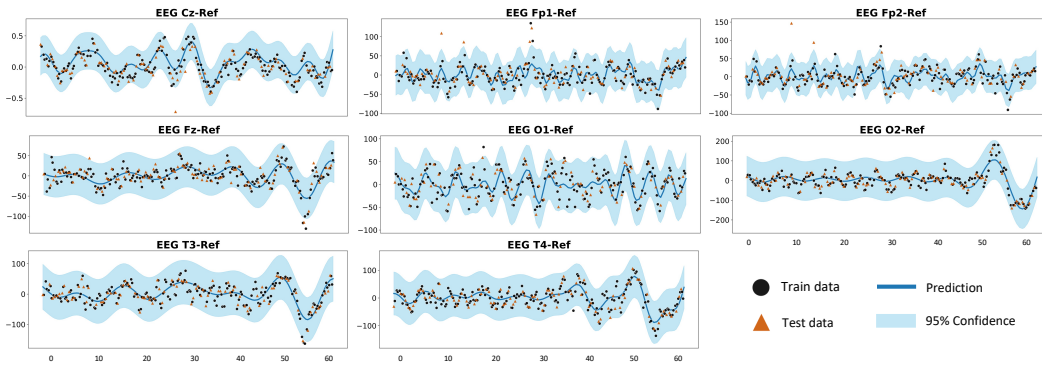 EEG Cz-Ref
EEG Fp1-Ref
EEG Fp2-Ref
0.5
0.0
−0.5
100
50
0
−50
−100
150
100
50
0
−50
−100
EEG Fz-Ref
EEG O1-Ref
EEG O2-Ref
50
0
−50
−100
100
50
0
−50
−100
200
100
0
−100
−200
0 10 20 30 40 50 60
EEG T3-Ref
EEG T4-Ref
100
0
−100
0 10 20 30 40 50 60
100
0
−100
0 10 20 30 40 50 60
Train data
Prediction
Test data
95% Confidence